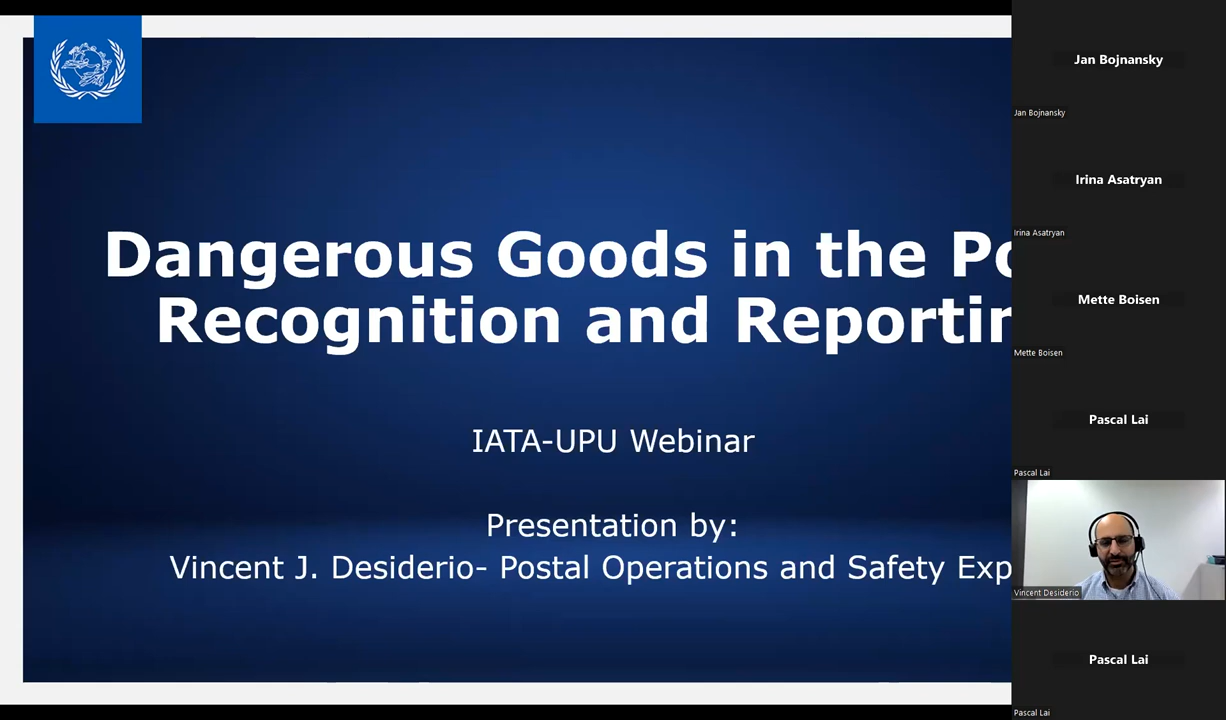 Dangerous Goods in the Po
Recognition and Reportin
IATA-UPU Webinar
Presentation by:
Vincent J. Desiderio- Postal Operations and Safety Exp
Jan Bojnansky
Jan Bojnansky
Irina Asatryan
Irina Asatryan
Mette Boisen
Mette Boisen
Pascal Lai
Pascal Lai
Vincent Desiderio
Pascal Lai
Pascal Lai